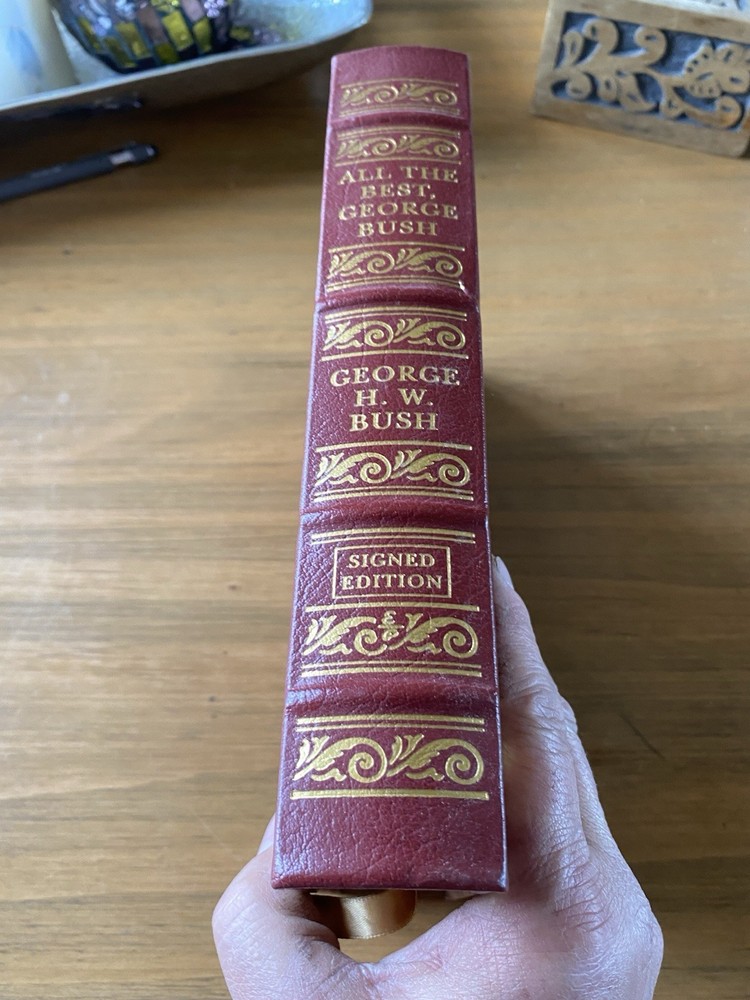 ALL THE
BEST,
GEORGE
BUSH
GEORGE
H. W.
BUSH
SIGNED
EDITION